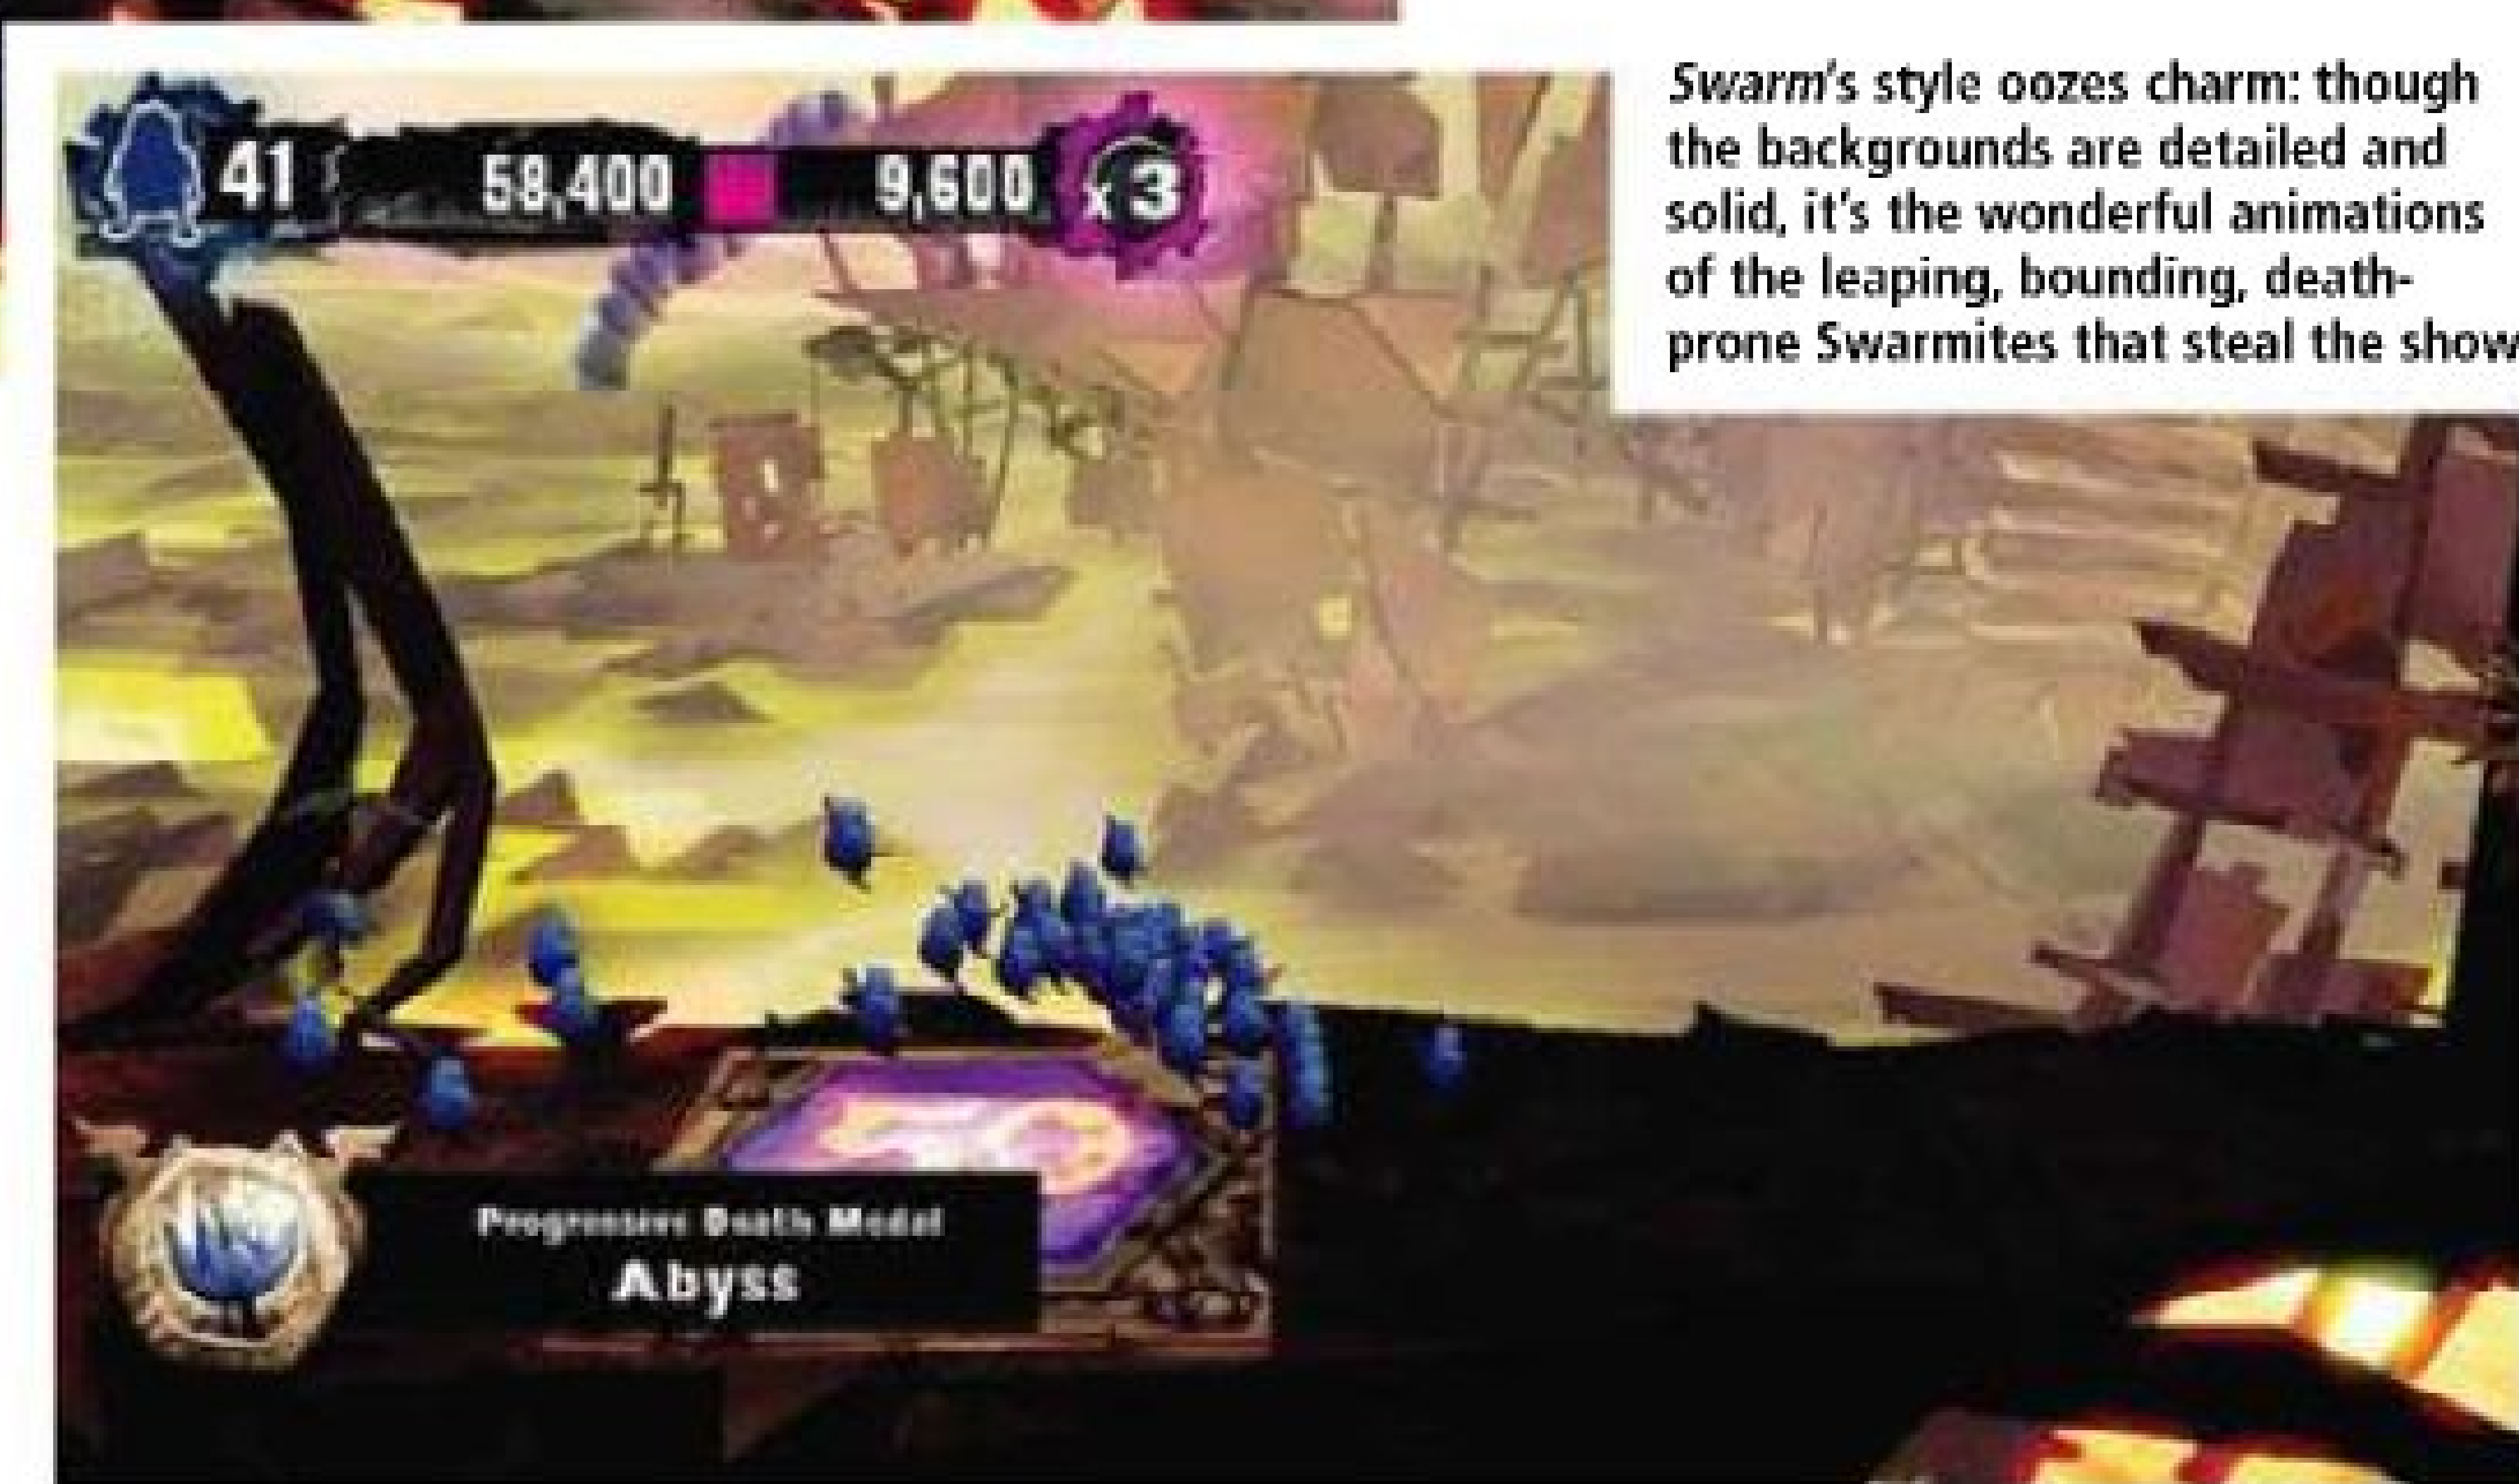 41 58,400 9,600 x3
Swarm's style oozes charm: though
the backgrounds are detailed and
solid, it's the wonderful animations
of the leaping, bounding, death-
prone Swarmites that steal the show
Progressive Death Medal
Abyss